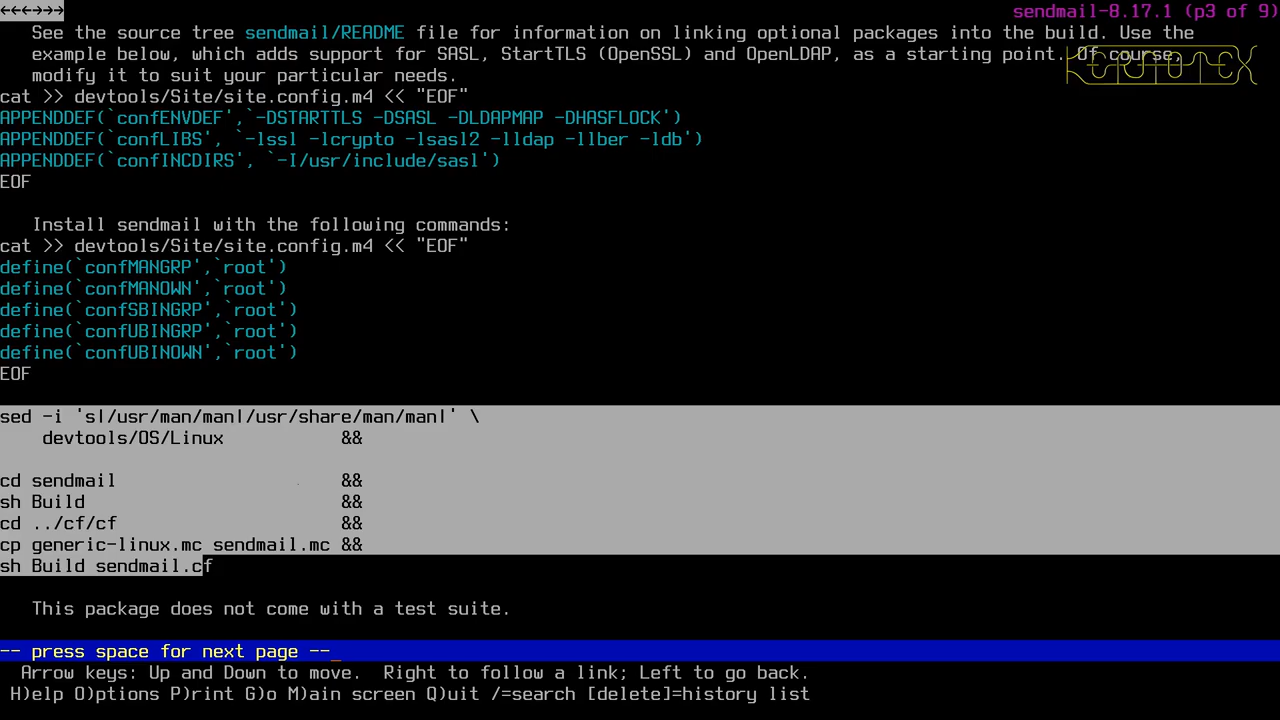 ←←←→→→ sendmail-8.17.1 (p3 of 9)
See the source tree sendmail/README file for information on linking optional packages into the build. Use the
example below, which adds support for SASL, StartTLS (OpenSSL) and OpenLDAP, as a starting point. Of course,
modify it to suit your particular needs.
cat >> devtools/Site/site.config.m4 << "EOF"
APPENDDEF(`confENVDEF',`-DSTARTTLS -DSASL -DLDAPMAP -DHASFLOCK')
APPENDDEF(`confLIBS', `-lssl -lcrypto -lsasl2 -lldap -llber -ldb')
APPENDDEF(`confINCDIRS', `-I/usr/include/sasl')
EOF
Install sendmail with the following commands:
cat >> devtools/Site/site.config.m4 << "EOF"
define(`confMANGRP',`root')
define(`confMANOWN',`root')
define(`confSBINGRP',`root')
define(`confUBINGRP',`root')
define(`confUBINOWN',`root')
EOF
sed -i 's|/usr/man/man|/usr/share/man/man|' \
devtools/OS/Linux &&
cd sendmail &&
sh Build &&
cd ../cf/cf &&
cp generic-linux.mc sendmail.mc &&
sh Build sendmail.cf
This package does not come with a test suite.
-- press space for next page --
Arrow keys: Up and Down to move. Right to follow a link; Left to go back.
H)elp O)ptions P)rint G)o M)ain screen Q)uit /=search [delete]=history list